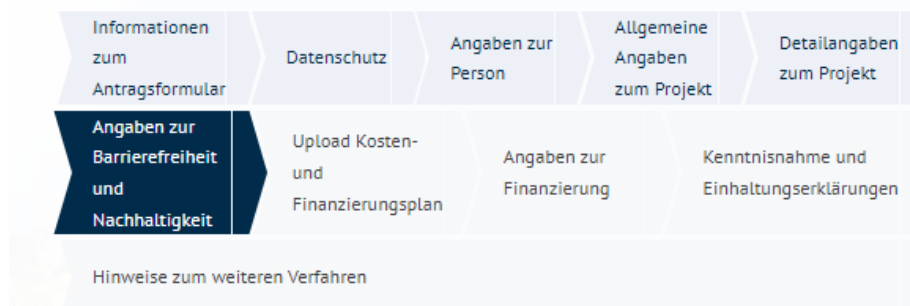 Informationen
zum
Antragsformular
Datenschutz
Angaben zur
Person
Allgemeine
Angaben
zum Projekt
Detailangaben
zum Projekt
Angaben zur
Barrierefreiheit
und
Nachhaltigkeit
Upload Kosten-
und
Finanzierungsplan
Angaben zur
Finanzierung
Kenntnisnahme und
Einhaltungserklärungen
Hinweise zum weiteren Verfahren